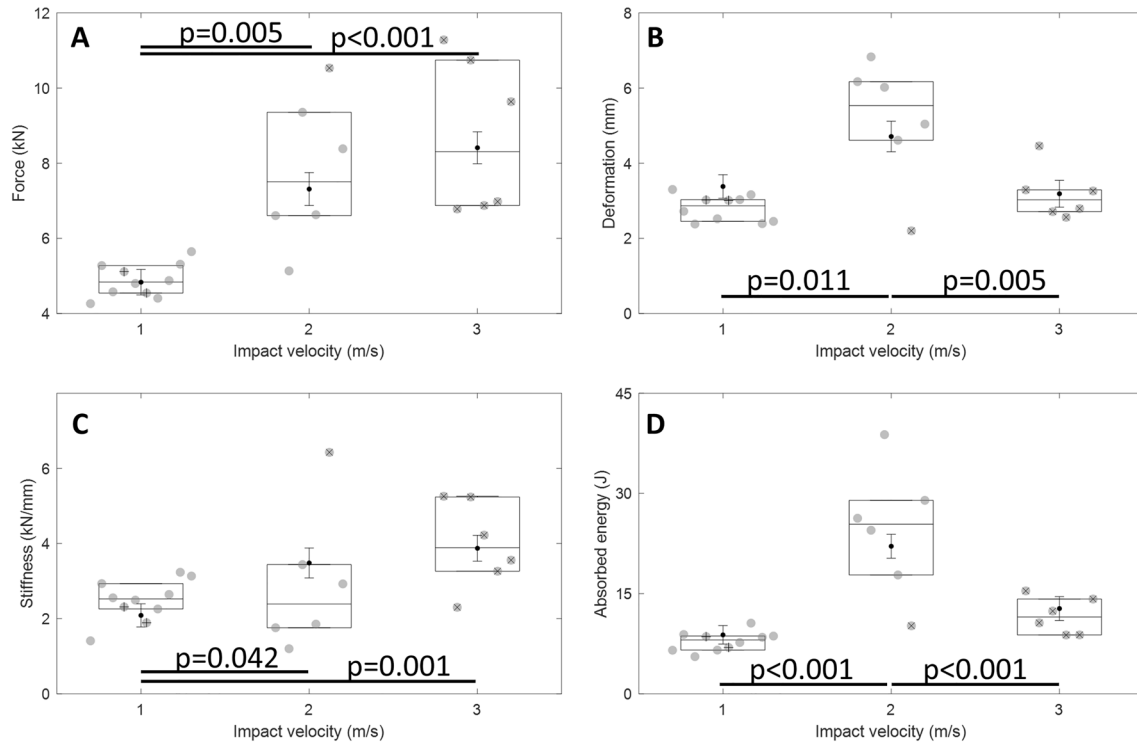 A
p=0.005
p<0.001
12
10
8
6
4
Force (kN)
1
2
3
Impact velocity (m/s)
B
8
6
4
2
0
Deformation (mm)
p=0.011
p=0.005
1
2
3
Impact velocity (m/s)
C
6
4
2
0
Stiffness (kN/mm)
p=0.042
p=0.001
1
2
3
Impact velocity (m/s)
D
45
30
15
0
Absorbed energy (J)
p<0.001
p<0.001
1
2
3
Impact velocity (m/s)